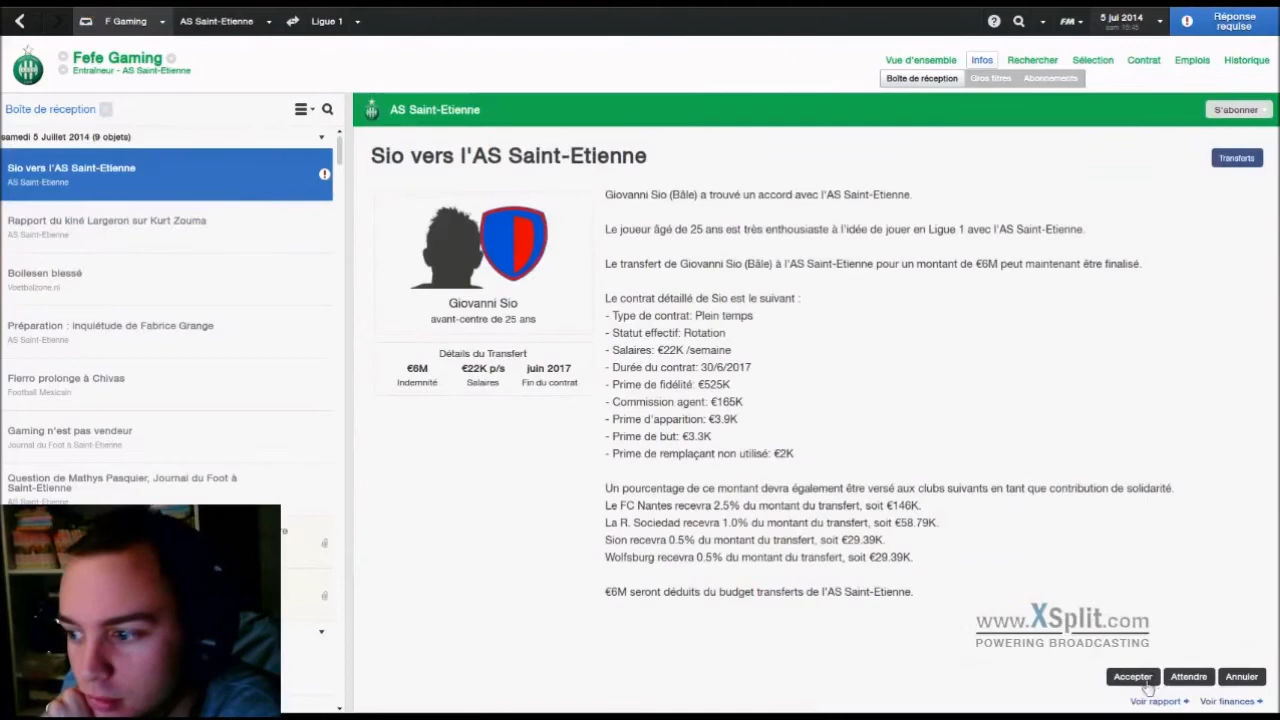 F Gaming
AS Saint-Etienne
Ligue 1
FM
5 jul 2014
sam 18:45
Réponse requise
Fefe Gaming
Entraîneur - AS Saint-Etienne
Vue d'ensemble
Infos
Rechercher
Sélection
Contrat
Emplois
Historique
Boîte de réception
Gros titres
Abonnements
Boîte de réception
AS Saint-Etienne
S'abonner
samedi 5 Juillet 2014 (9 objets)
Sio vers l'AS Saint-Etienne
AS Saint-Etienne
Rapport du kiné Largeron sur Kurt Zouma
AS Saint-Etienne
Boilesen blessé
Voetbalzone.nl
Préparation : inquiétude de Fabrice Grange
AS Saint-Etienne
Fierro prolonge à Chivas
Football Mexicain
Gaming n'est pas vendeur
Journal du Foot à Saint-Etienne
Question de Mathys Pasquier, Journal du Foot à
Saint-Etienne
AS Saint-Etienne
Sio vers l'AS Saint-Etienne
Transferts
Giovanni Sio
avant-centre de 25 ans
Détails du Transfert
€6M €22K p/s juin 2017
Indemnité Salaires Fin du contrat
Giovanni Sio (Bâle) a trouvé un accord avec l'AS Saint-Etienne.
Le joueur âgé de 25 ans est très enthousiaste à l'idée de jouer en Ligue 1 avec l'AS Saint-Etienne.
Le transfert de Giovanni Sio (Bâle) à l'AS Saint-Etienne pour un montant de €6M peut maintenant être finalisé.
Le contrat détaillé de Sio est le suivant :
- Type de contrat: Plein temps
- Statut effectif: Rotation
- Salaires: €22K /semaine
- Durée du contrat: 30/6/2017
- Prime de fidélité: €525K
- Commission agent: €165K
- Prime d'apparition: €3.9K
- Prime de but: €3.3K
- Prime de remplaçant non utilisé: €2K
Un pourcentage de ce montant devra également être versé aux clubs suivants en tant que contribution de solidarité.
Le FC Nantes recevra 2.5% du montant du transfert, soit €146K.
La R. Sociedad recevra 1.0% du montant du transfert, soit €58.79K.
Sion recevra 0.5% du montant du transfert, soit €29.39K.
Wolfsburg recevra 0.5% du montant du transfert, soit €29.39K.
€6M seront déduits du budget transferts de l'AS Saint-Etienne.
www.XSplit.com
POWERING BROADCASTING
Accepter
Attendre
Annuler
Voir rapport
Voir finances